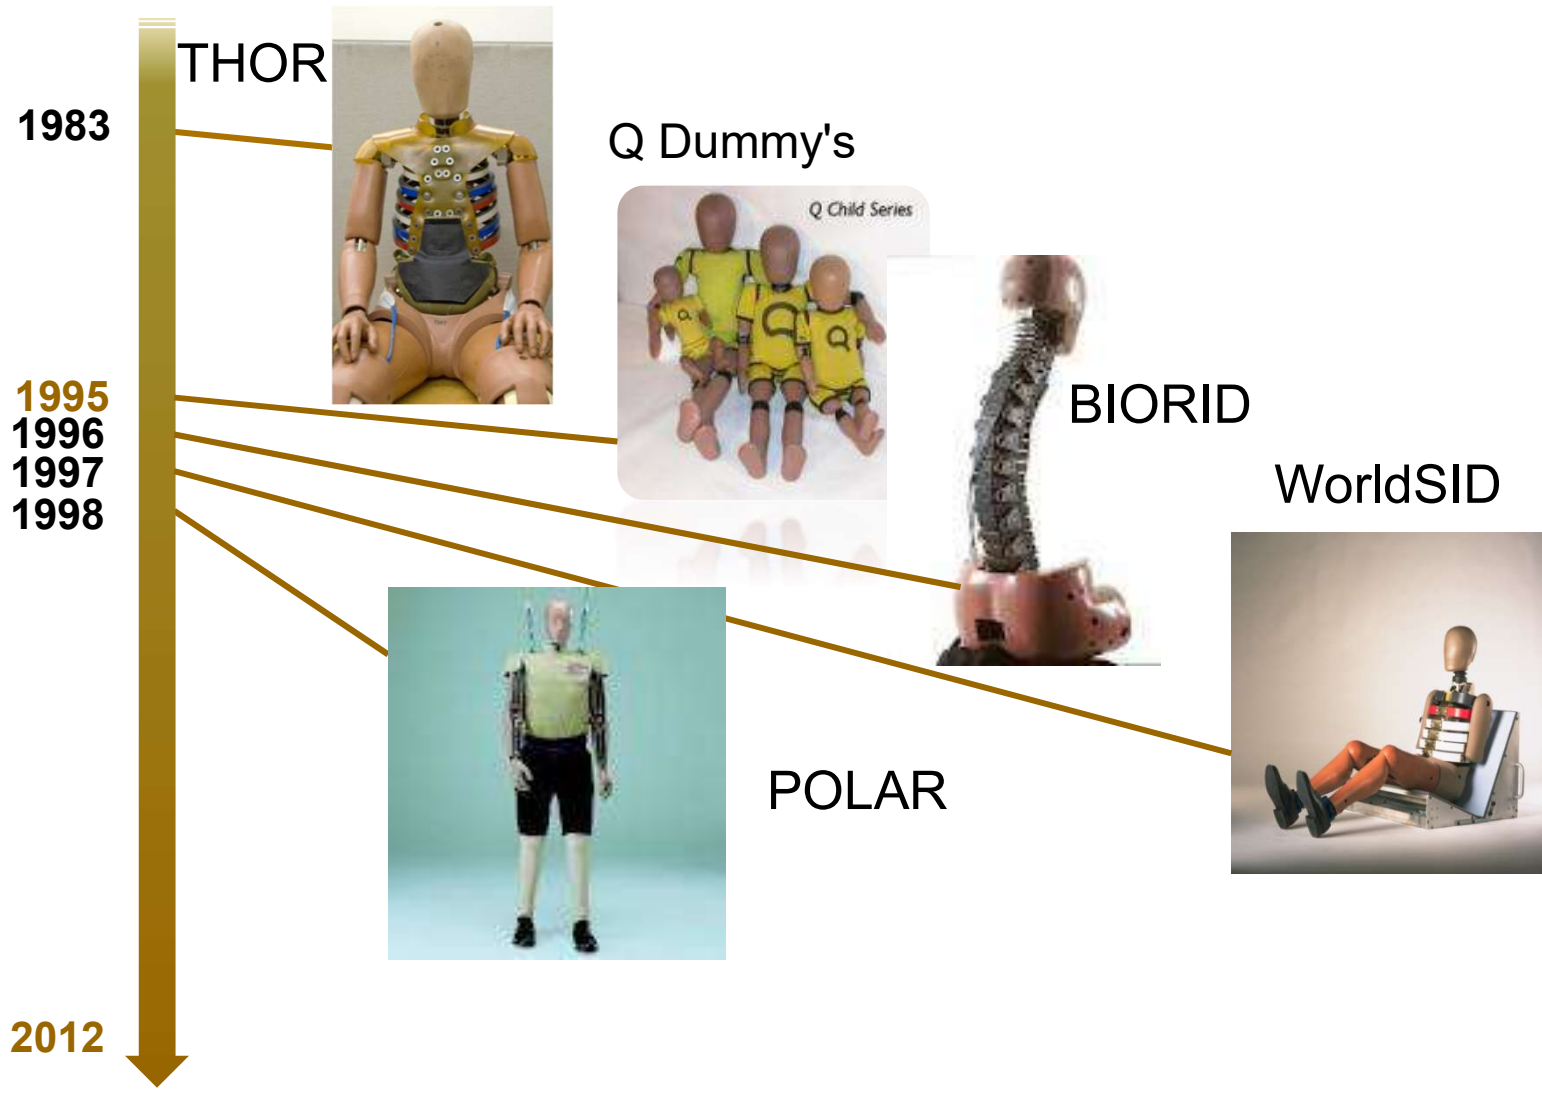 THOR
1983
Q Dummy's
Q Child Series
Q
Q
Q
1995
BIORID
1996
1997
WorldSID
1998
POLAR
2012